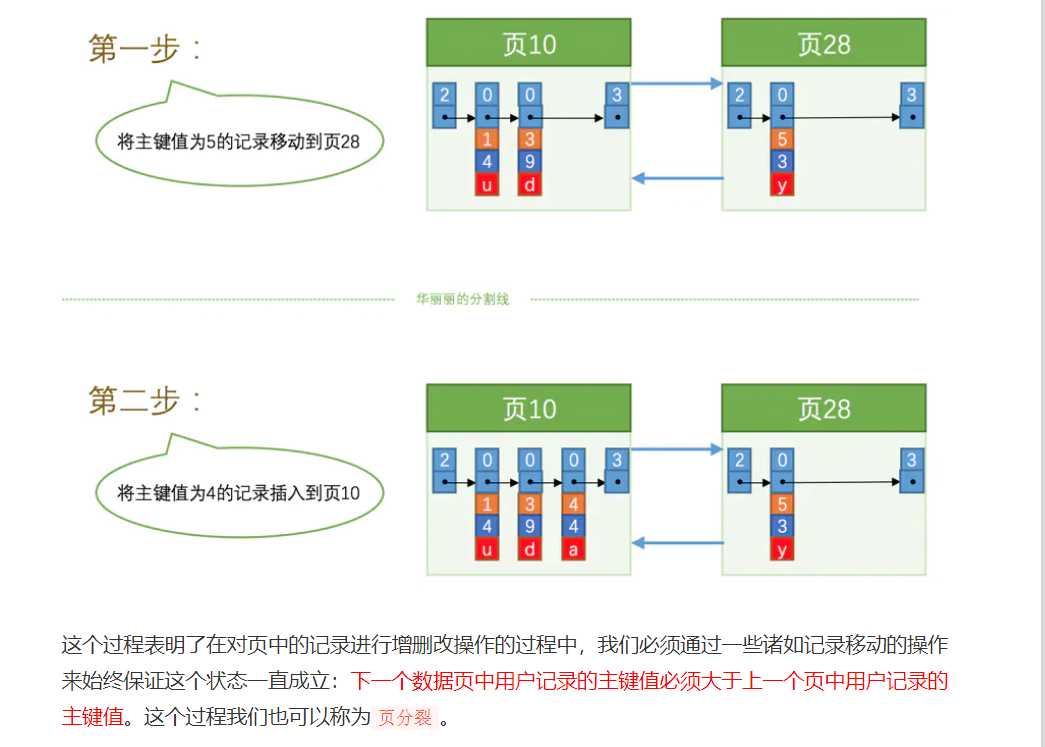 第一步：
将主键值为5的记录移动到页28
页10
页28
2 0 0 3
1 3
4 9
u d
2 0 3
5
3
y
华丽丽的分割线
第二步：
将主键值为4的记录插入到页10
页10
页28
2 0 0 0 3
1 3 4
4 9 4
u d a
2 0 3
5
3
y
这个过程表明了在对页中的记录进行增删改操作的过程中，我们必须通过一些诸如记录移动的操作
来始终保证这个状态一直成立：下一个数据页中用户记录的主键值必须大于上一个页中用户记录的
主键值。这个过程我们也可以称为 页分裂 。